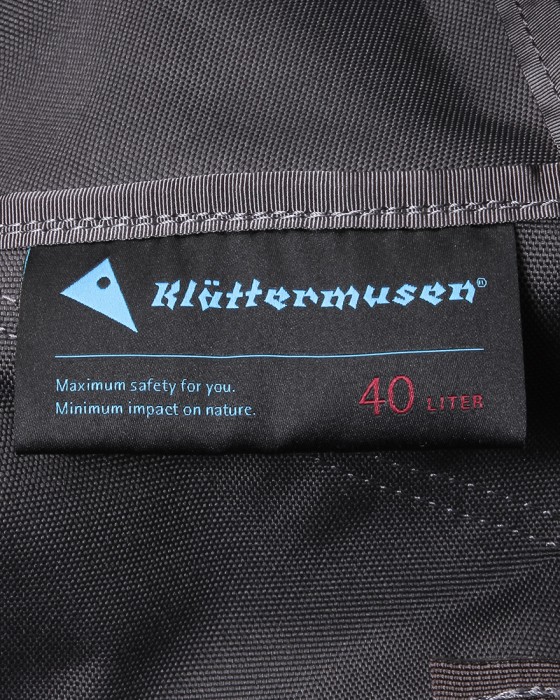 Klättermusen®
Maximum safety for you.
Minimum impact on nature.
40 LITER